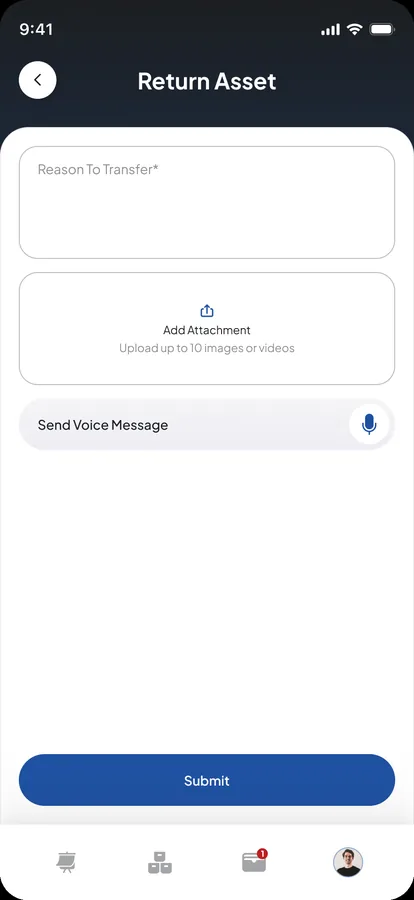 9:41
Return Asset
Reason To Transfer*
Add Attachment
Upload up to 10 images or videos
Send Voice Message
Submit
1